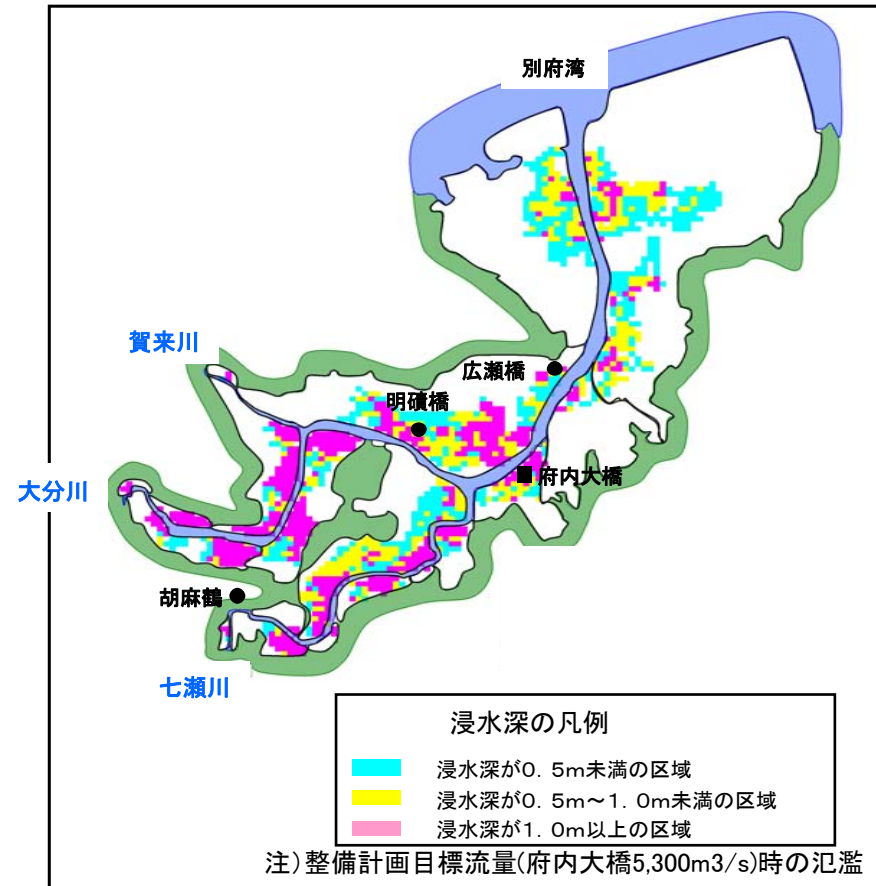 別府湾
賀来川
広瀬橋
明磧橋
大分川
府内大橋
胡麻鶴
七瀬川
浸水深の凡例
浸水深が0.5m未満の区域
浸水深が0.5m～1.0m未満の区域
浸水深が1.0m以上の区域
注)整備計画目標流量(府内大橋5,300m3/s)時の氾濫